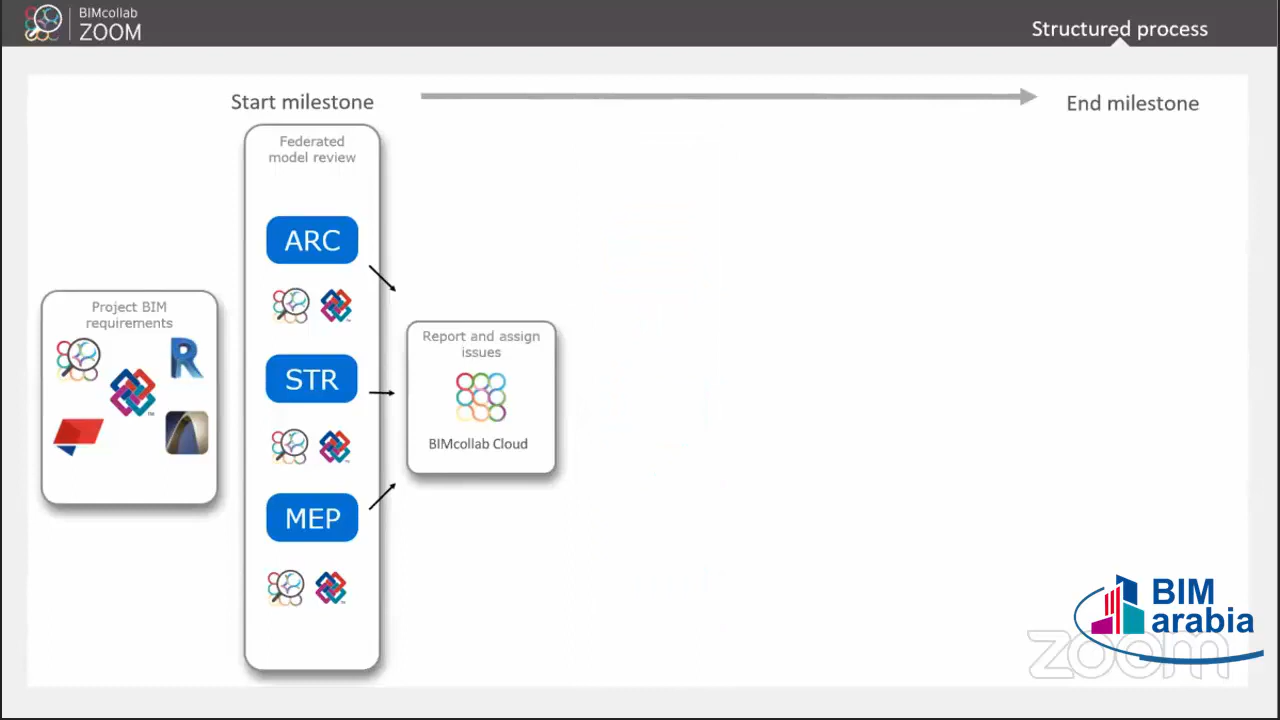 BIMcollab
ZOOM
Structured process
Start milestone
End milestone
Federated
model review
ARC
STR
MEP
Project BIM
requirements
R
TM
Report and assign
issues
BIMcollab Cloud
BIM
arabia
zoom